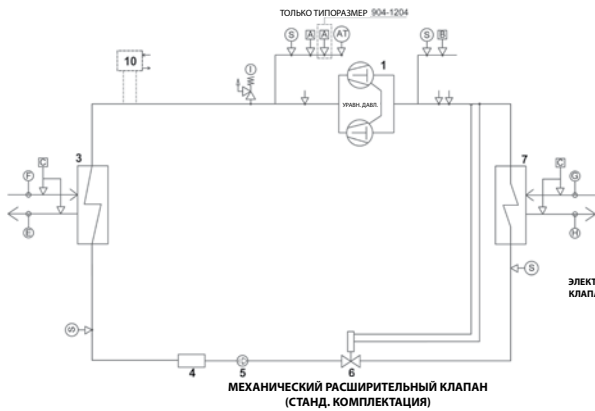 ТОЛЬКО ТИПОРАЗМЕР 904-1204
S A A AT S B
10
I
1
УРАВН. ДАВЛ.
3
7
C
C
F
G
E
H
S
ЭЛЕКТ
КЛАПА
S
4
5
6
МЕХАНИЧЕСКИЙ РАСШИРИТЕЛЬНЫЙ КЛАПАН
(СТАНД. КОМПЛЕКТАЦИЯ)